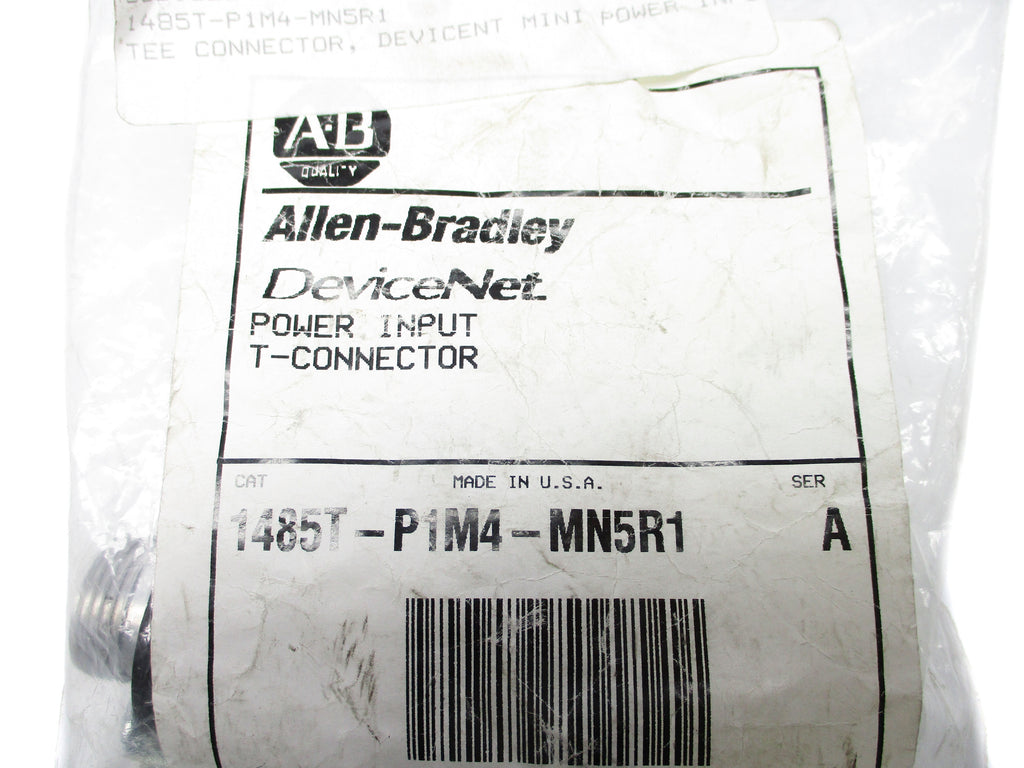 1485T-P1M4-MN5R1
TEE CONNECTOR, DEVICENT MINI POWER
A·B
QUALITY
Allen-Bradley
DeviceNet
POWER INPUT
T-CONNECTOR
CAT MADE IN U.S.A. SER
1485T-P1M4-MN5R1 A